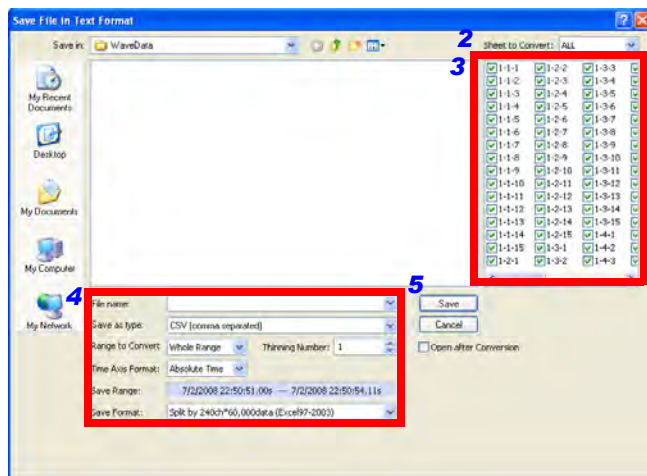 Save File in Text Format
Save in: WaveData
2 Sheet to Convert: ALL
3
1-1-1 1-2-2 1-3-3
1-1-2 1-2-3 1-3-4
1-1-3 1-2-4 1-3-5
1-1-4 1-2-5 1-3-6
1-1-5 1-2-6 1-3-7
1-1-6 1-2-7 1-3-8
1-1-7 1-2-8 1-3-9
1-1-8 1-2-9 1-3-10
1-1-9 1-2-10 1-3-11
1-1-10 1-2-11 1-3-12
1-1-11 1-2-12 1-3-13
1-1-12 1-2-13 1-3-14
1-1-13 1-2-14 1-3-15
1-1-14 1-2-15 1-4-1
1-1-15 1-3-1 1-4-2
1-2-1 1-3-2 1-4-3
My Recent
Documents
Desktop
My Documents
My Computer
My Network
4
File name:
Save as type: CSV (comma separated)
Range to Convert: Whole Range Thinning Number: 1
Time Axis Format: Absolute Time
Save Range: 7/2/2008 22:50:51.00s --- 7/2/2008 22:50:54.11s
Save Format: Split by 240ch*60,000data (Excel97-2003)
5
Save
Cancel
Open after Conversion